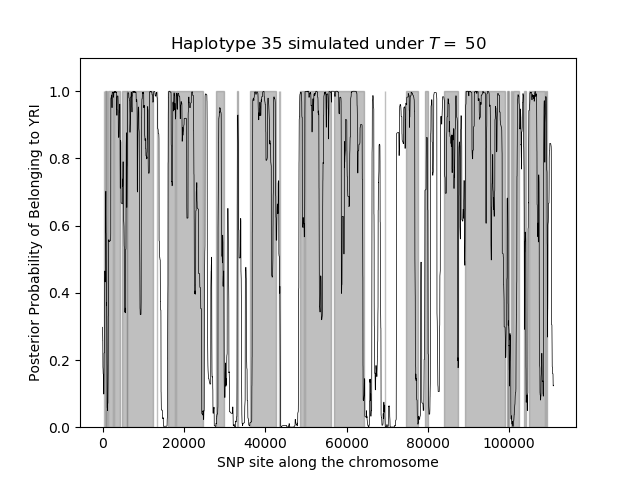 Haplotype 35 simulated under T = 50
Posterior Probability of Belonging to YRI
1.0
0.8
0.6
0.4
0.2
0.0
0 20000 40000 60000 80000 100000
SNP site along the chromosome